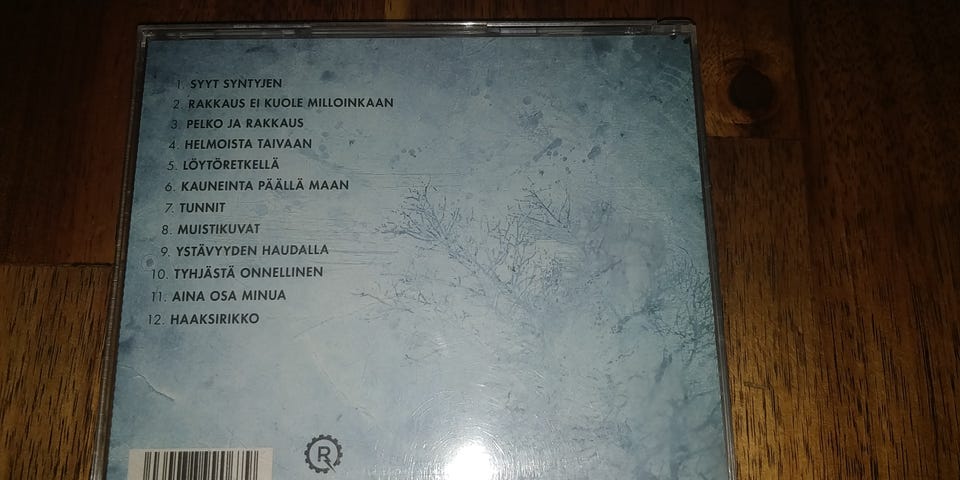 1. SYYT SYNTYJEN
2. RAKKAUS EI KUOLE MILLOINKAAN
3. PELKO JA RAKKAUS
4. HELMOISTA TAIVAAN
5. LÖYTÖRETKELLÄ
6. KAUNEINTA PÄÄLLÄ MAAN
7. TUNNIT
8. MUISTIKUVAT
9. YSTÄVYYDEN HAUDALLA
10. TYHJÄSTÄ ONNELLINEN
11. AINA OSA MINUA
12. HAAKSIRIKKO
R